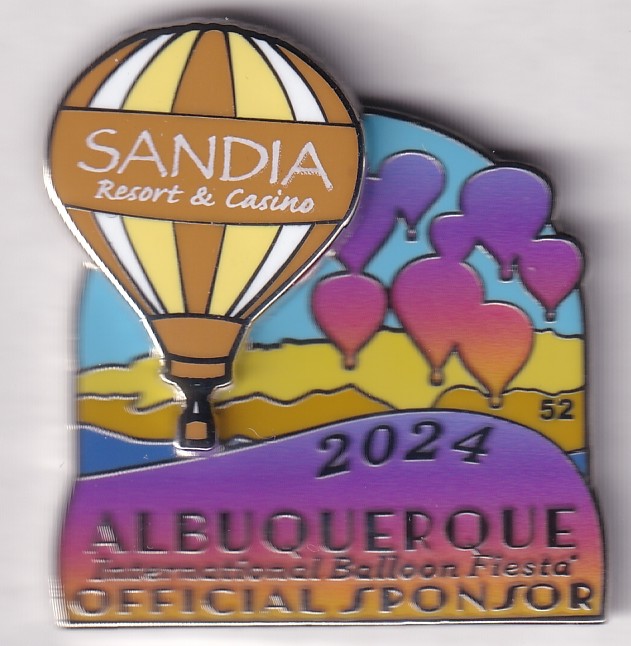 SANDIA
Resort & Casino
52
2024
ALBUQUERQUE
International Balloon Fiesta
OFFICIAL SPONSOR